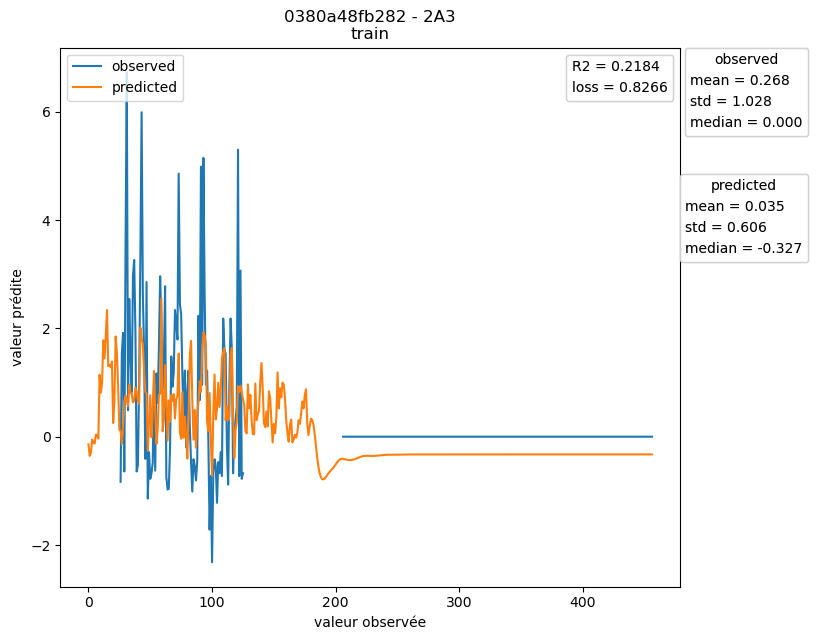 0380a48fb282 - 2A3
train
observed
predicted
R2 = 0.2184
loss = 0.8266
observed
mean = 0.268
std = 1.028
median = 0.000
predicted
mean = 0.035
std = 0.606
median = -0.327
valeur prédite
6
4
2
0
−2
0
100
200
300
400
valeur observée